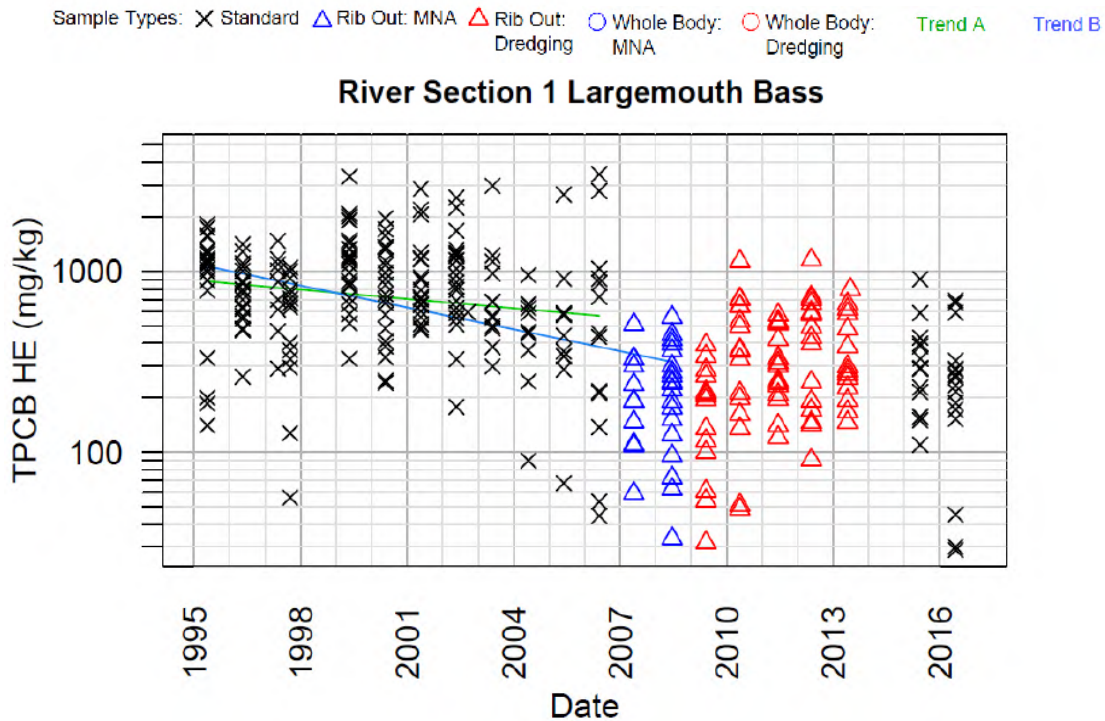 Sample Types: Standard Rib Out: MNA Rib Out: Dredging Whole Body: MNA Whole Body: Dredging Trend A Trend B
River Section 1 Largemouth Bass
TPCB HE (mg/kg)
1000
100
1995 1998 2001 2004 2007 2010 2013 2016
Date